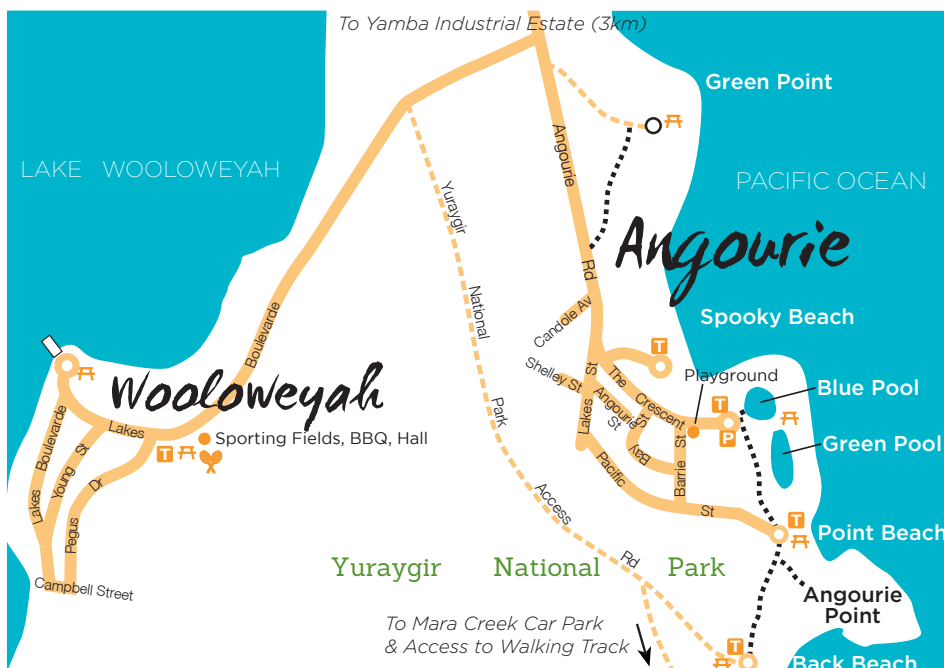 To Yamba Industrial Estate (3km)
Green Point
LAKE WOOLOWEYAH
PACIFIC OCEAN
Angourie
Rd
Yuraygir
National
Park
Access
Rd
Angourie
Candole Av
Spooky Beach
T
Shelley St
Playground
The Crescent
Blue Pool
T
P
Lakes St
Angourie St
Bay St
Barrie St
Green Pool
Pacific
St
T
Point Beach
Boulevarde
Wooloweyah
Lakes
Sporting Fields, BBQ, Hall
T
Lakes Boulevarde
Young St
Pegus Dr
Campbell Street
Yuraygir National Park
Angourie
Point
To Mara Creek Car Park
& Access to Walking Track
T
Back Beach